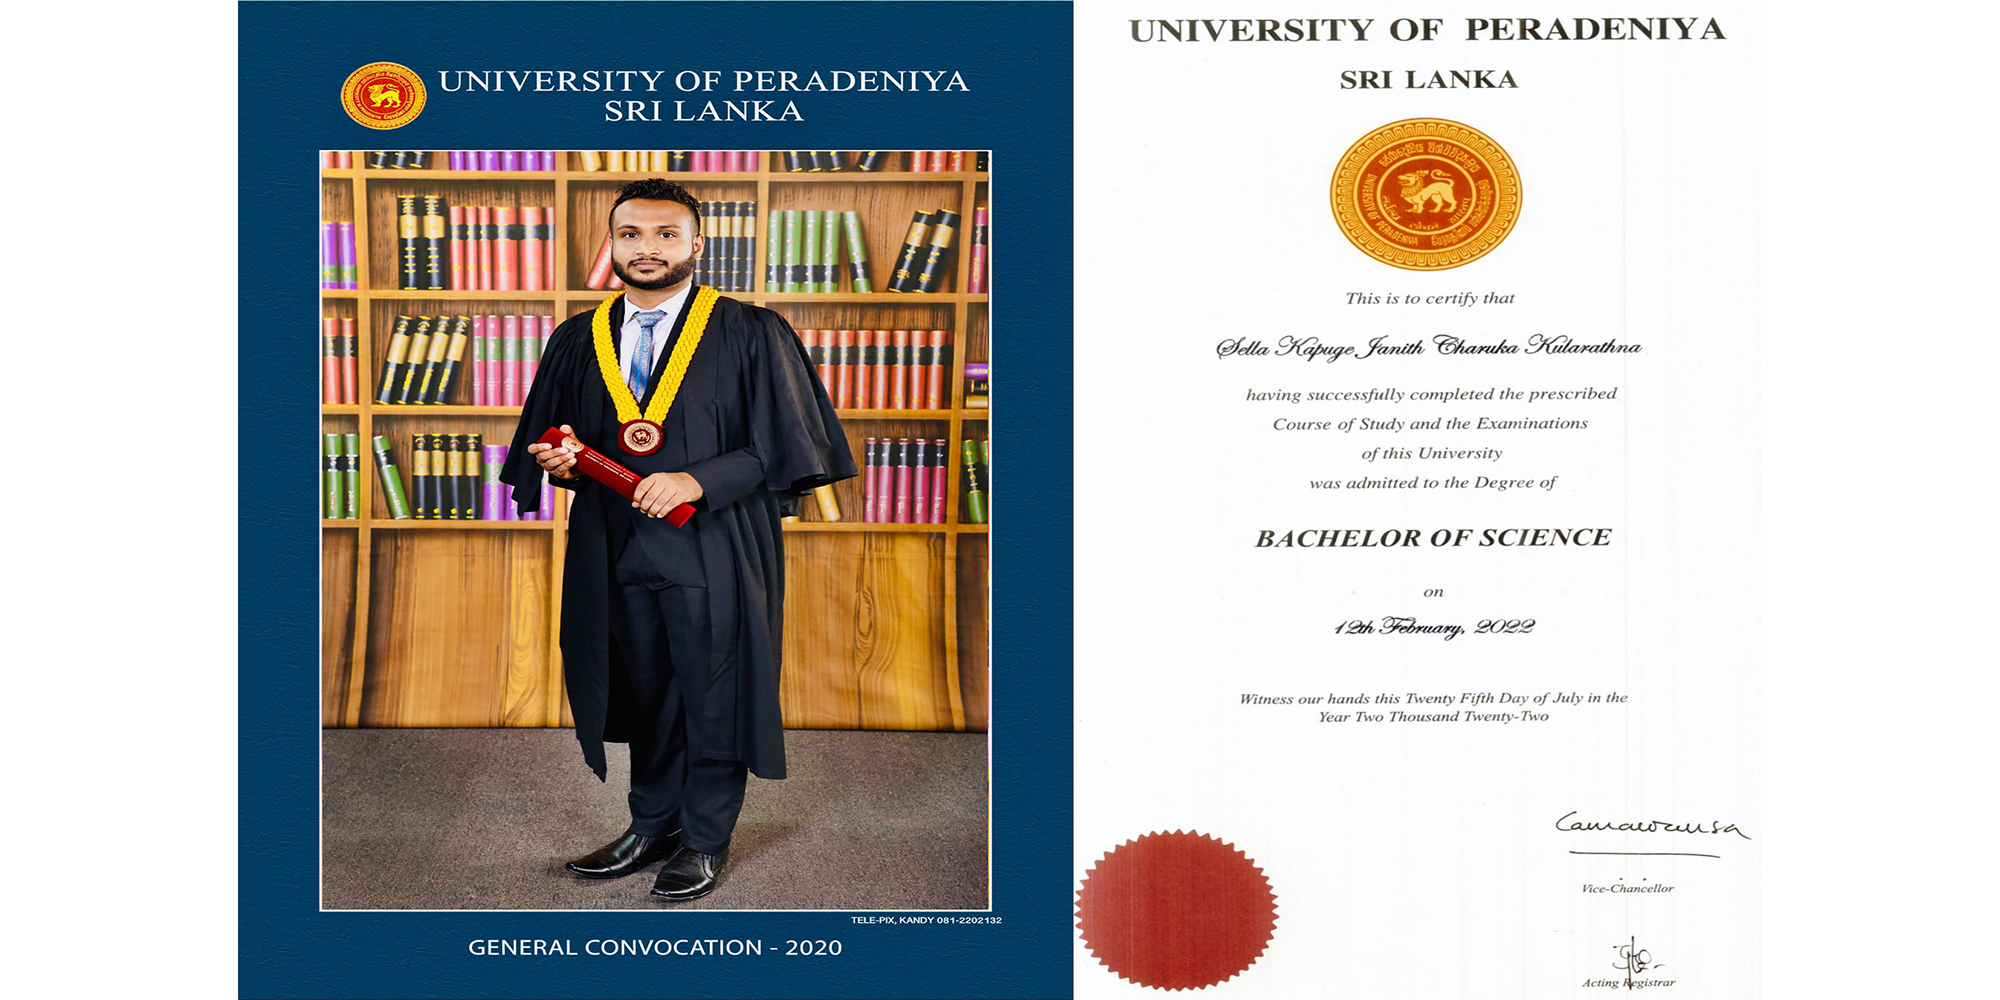 UNIVERSITY OF PERADENIYA
SRI LANKA
TELE-PIX, KANDY 081-2202132
GENERAL CONVOCATION - 2020
UNIVERSITY OF PERADENIYA
SRI LANKA
UNIVERSITY OF PERADENIYA
This is to certify that
Sella Kapuge Janith Charuka Kularathna
having successfully completed the prescribed
Course of Study and the Examinations
of this University
was admitted to the Degree of
BACHELOR OF SCIENCE
on
12th February, 2022
Witness our hands this Twenty Fifth Day of July in the
Year Two Thousand Twenty-Two
Vice-Chancellor
Acting Registrar